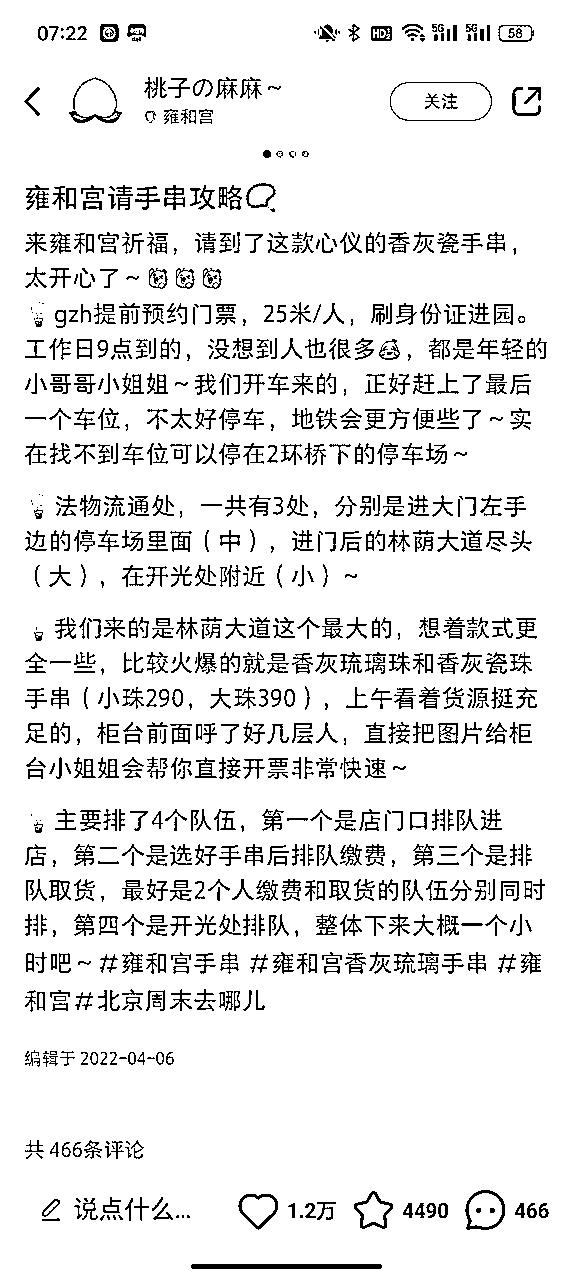 07:22 HD 5G 5G 58
桃子の麻麻～
雍和宫
关注
雍和宫请手串攻略
来雍和宫祈福，请到了这款心仪的香灰瓷手串，
太开心了～
gzh提前预约门票，25米/人，刷身份证进园。
工作日9点到的，没想到人也很多，都是年轻的
小哥哥小姐姐～我们开车来的，正好赶上了最后
一个车位，不太好停车，地铁会更方便些了～实
在找不到车位可以停在2环桥下的停车场～
法物流通处，一共有3处，分别是进大门左手
边的停车场里面（中），进门后的林荫大道尽头
（大），在开光处附近（小）～
我们来的是林荫大道这个最大的，想着款式更
全一些，比较火爆的就是香灰琉璃珠和香灰瓷珠
手串（小珠290，大珠390），上午看着货源挺充
足的，柜台前面呼了好几层人，直接把图片给柜
台小姐姐会帮你直接开票非常快速～
主要排了4个队伍，第一个是店门口排队进
店，第二个是选好手串后排队缴费，第三个是排
队取货，最好是2个人缴费和取货的队伍分别同时
排，第四个是开光处排队，整体下来大概一个小
时吧～#雍和宫手串 #雍和宫香灰琉璃手串 #雍
和宫#北京周末去哪儿
编辑于 2022-04-06
共 466条评论
说点什么... 1.2万 4490 466